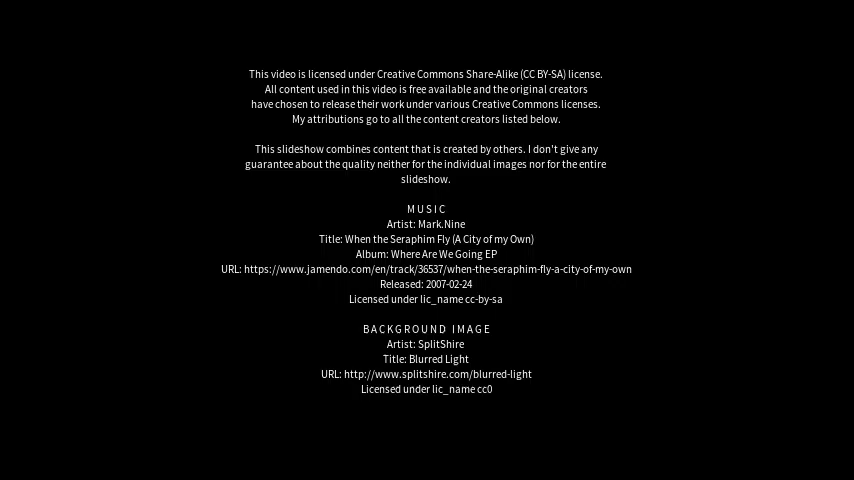 This video is licensed under Creative Commons Share-Alike (CC BY-SA) license.
All content used in this video is free available and the original creators
have chosen to release their work under various Creative Commons licenses.
My attributions go to all the content creators listed below.
This slideshow combines content that is created by others. I don't give any
guarantee about the quality neither for the individual images nor for the entire
slideshow.
MUSIC
Artist: Mark.Nine
Title: When the Seraphim Fly (A City of my Own)
Album: Where Are We Going EP
URL: https://www.jamendo.com/en/track/36537/when-the-seraphim-fly-a-city-of-my-own
Released: 2007-02-24
Licensed under lic_name cc-by-sa
BACKGROUND IMAGE
Artist: SplitShire
Title: Blurred Light
URL: http://www.splitshire.com/blurred-light
Licensed under lic_name cc0